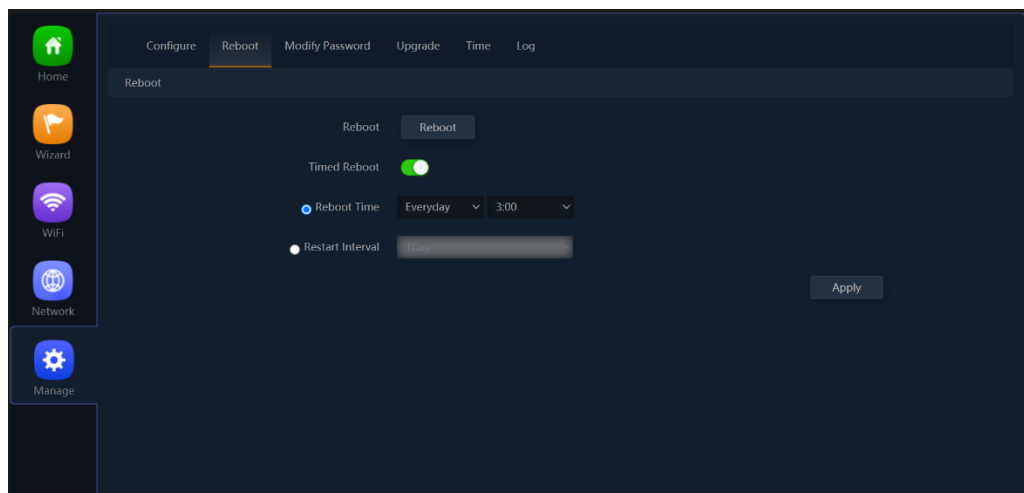 Home
Wizard
WiFi
Network
Manage
Configure Reboot Modify Password Upgrade Time Log
Reboot
Reboot Reboot
Timed Reboot
Reboot Time Everyday 3:00
Restart Interval 1Day
Apply